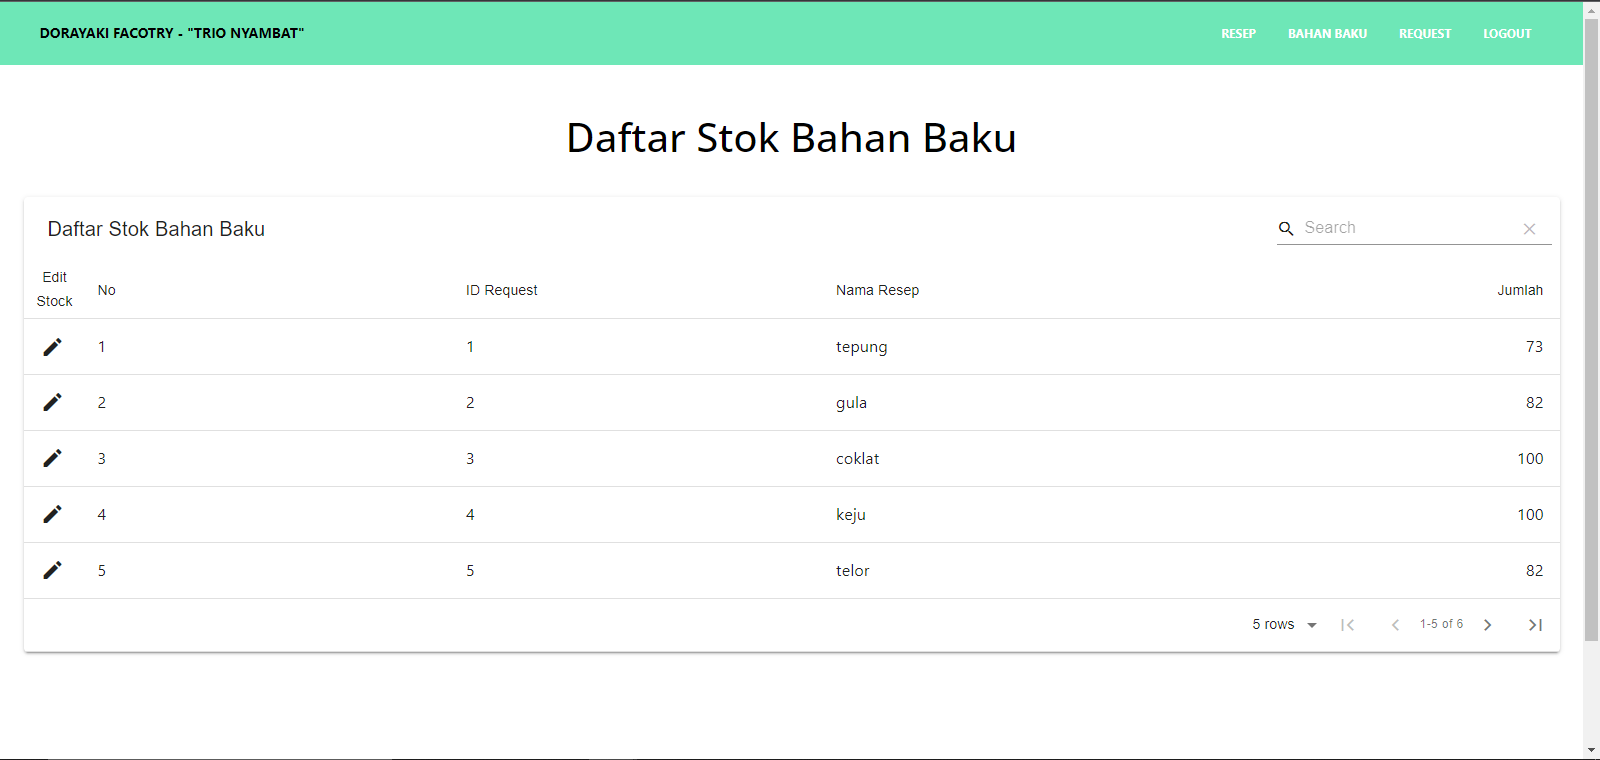 DORAYAKI FACOTRY - "TRIO NYAMBAT" RESEP BAHAN BAKU REQUEST LOGOUT
Daftar Stok Bahan Baku
Daftar Stok Bahan Baku Search
Edit Stock No ID Request Nama Resep Jumlah
1 1 tepung 73
2 2 gula 82
3 3 coklat 100
4 4 keju 100
5 5 telor 82
5 rows 1-5 of 6